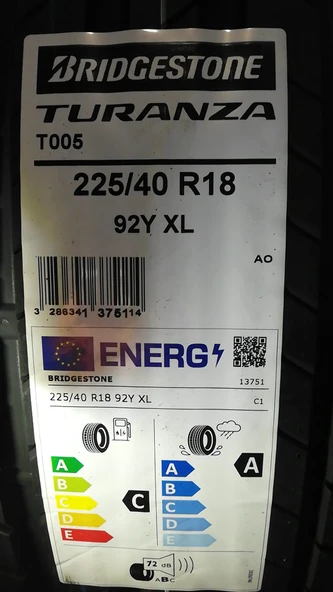 BRIDGESTONE
TURANZA
T005
225/40 R18
92Y XL
AO
3 286341 375114
ENERG
BRIDGESTONE 13751
225/40 R18 92Y XL C1
A
B
C
D
E
C
A
B
C
D
E
A
72 dB
ABC